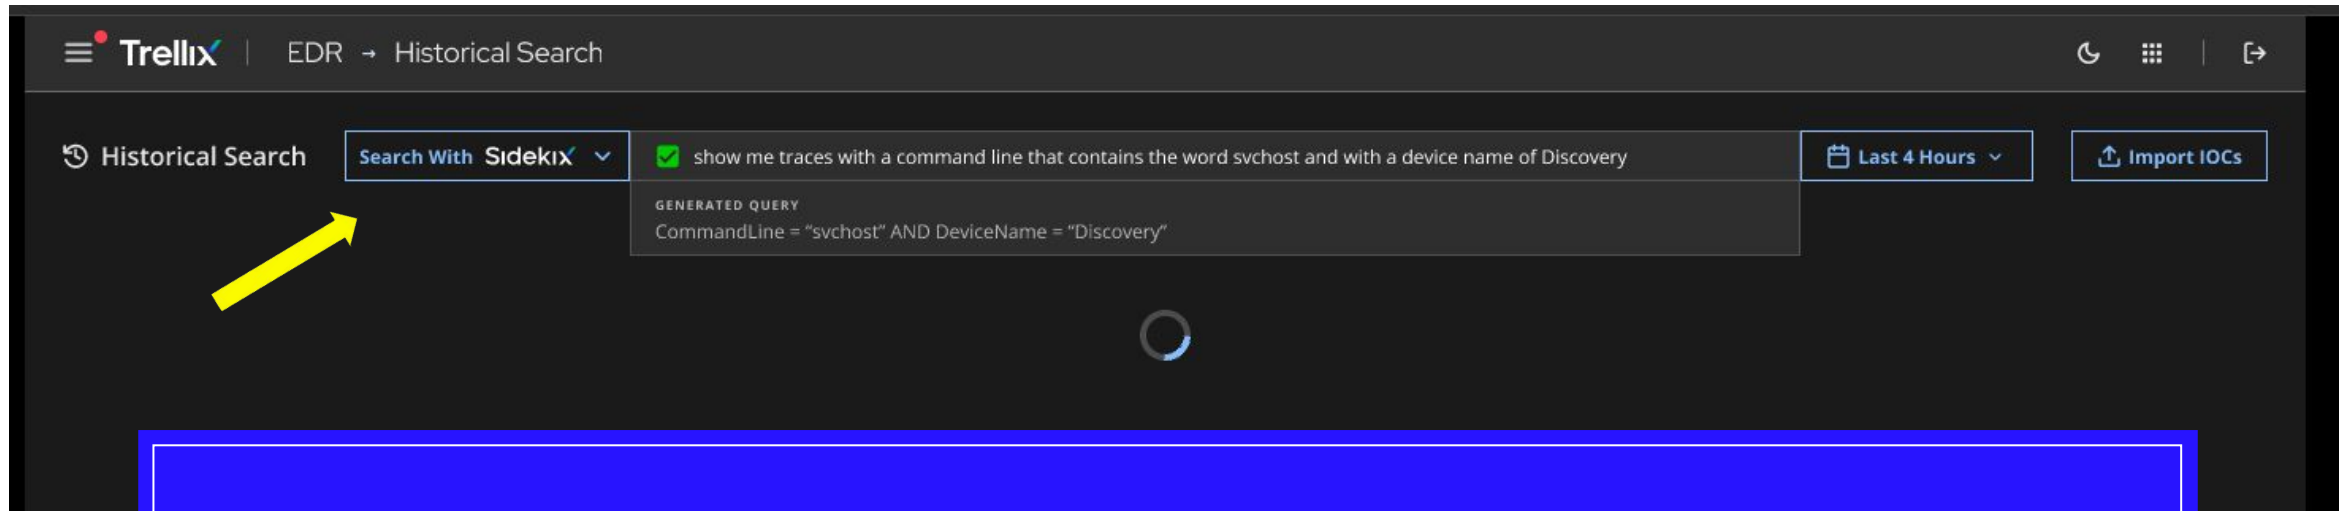 Trellix | EDR → Historical Search
Historical Search
Search With Sidekix
show me traces with a command line that contains the word svchost and with a device name of Discovery
Last 4 Hours
Import IOCs
GENERATED QUERY
CommandLine = “svchost” AND DeviceName = “Discovery”